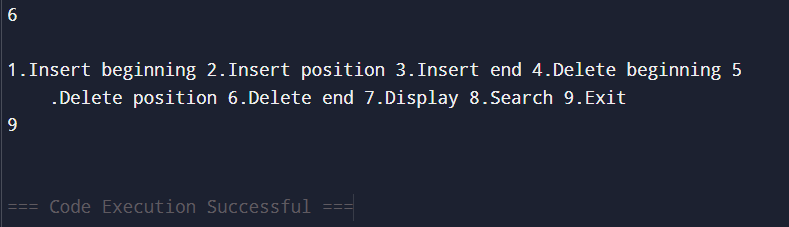 6
1.Insert beginning 2.Insert position 3.Insert end 4.Delete beginning 5
.Delete position 6.Delete end 7.Display 8.Search 9.Exit
9
=== Code Execution Successful ===